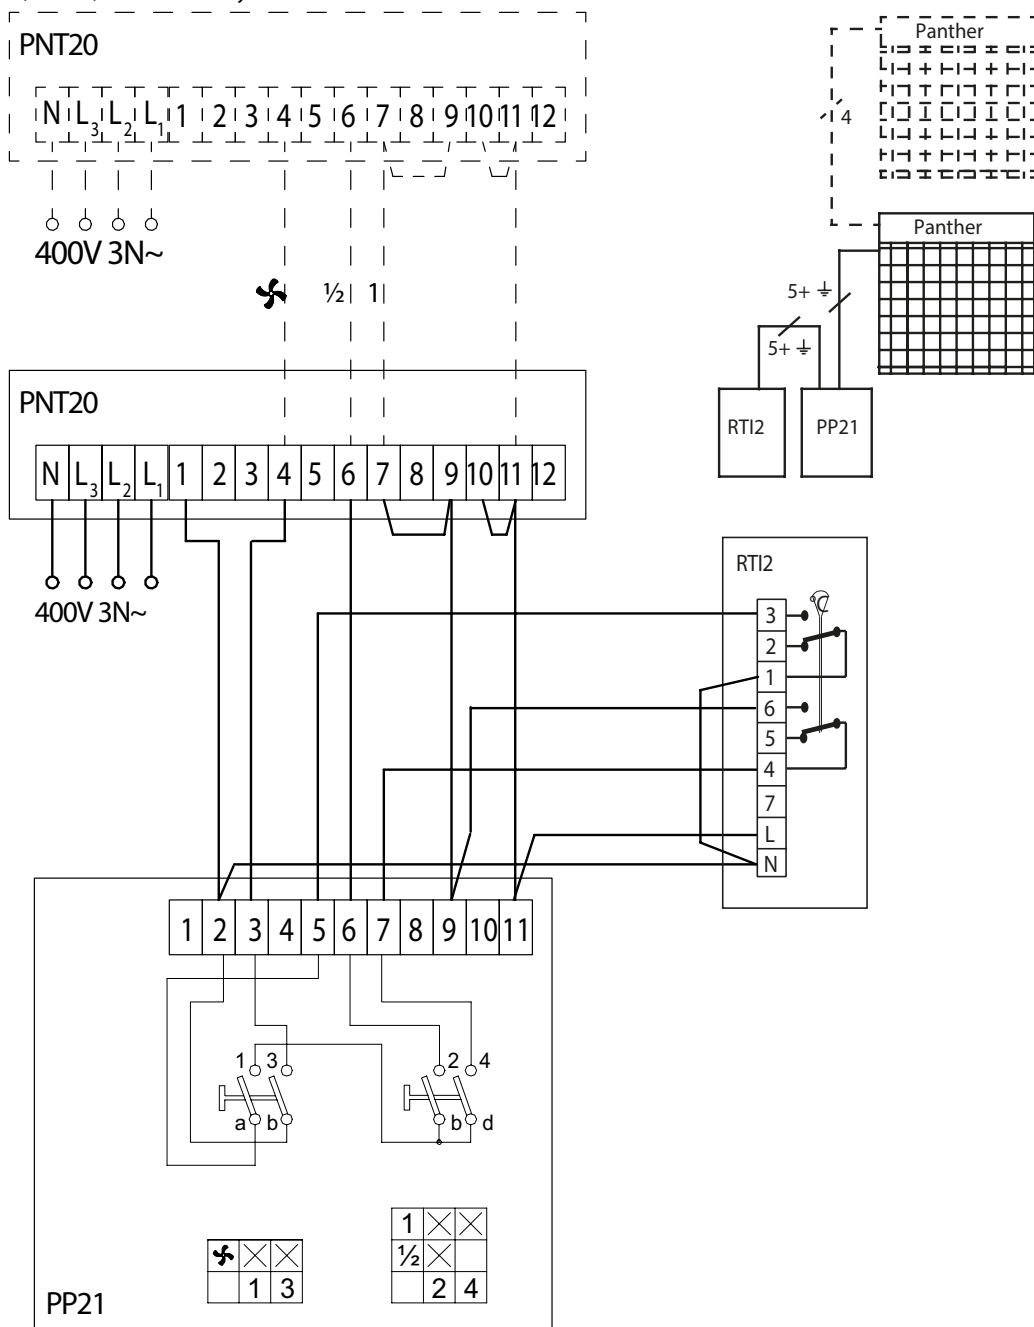 PNT20
N L3 L2 L1 1 2 3 4 5 6 7 8 9 10 11 12
400V 3N~
½ 1
PNT20
N L3 L2 L1 1 2 3 4 5 6 7 8 9 10 11 12
400V 3N~
Panther
4
Panther
5+
5+
RTI2 PP21
RTI2
3
2
1
6
5
4
7
L
N
1 2 3 4 5 6 7 8 9 10 11
1 3 2 4
a b b d
1
½
1 3 2 4
PP21